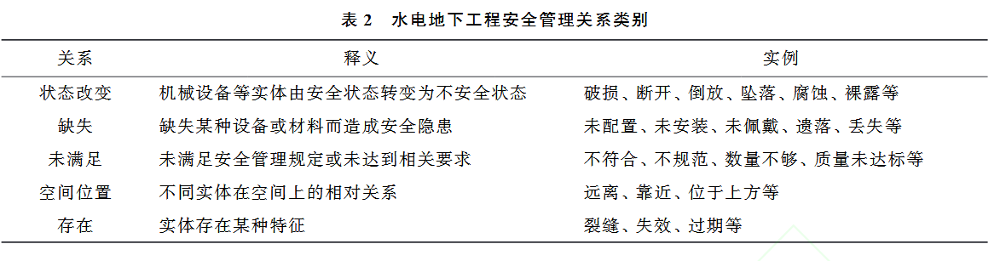 表 2 水电地下工程安全管理关系类别
关系 释义 实例
状态改变 机械设备等实体由安全状态转变为不安全状态 破损、断开、倒放、坠落、腐蚀、裸露等
缺失 缺失某种设备或材料而造成安全隐患 未配置、未安装、未佩戴、遗落、丢失等
未满足 未满足安全管理规定或未达到相关要求 不符合、不规范、数量不够、质量未达标等
空间位置 不同实体在空间上的相对关系 远离、靠近、位于上方等
存在 实体存在某种特征 裂缝、失效、过期等